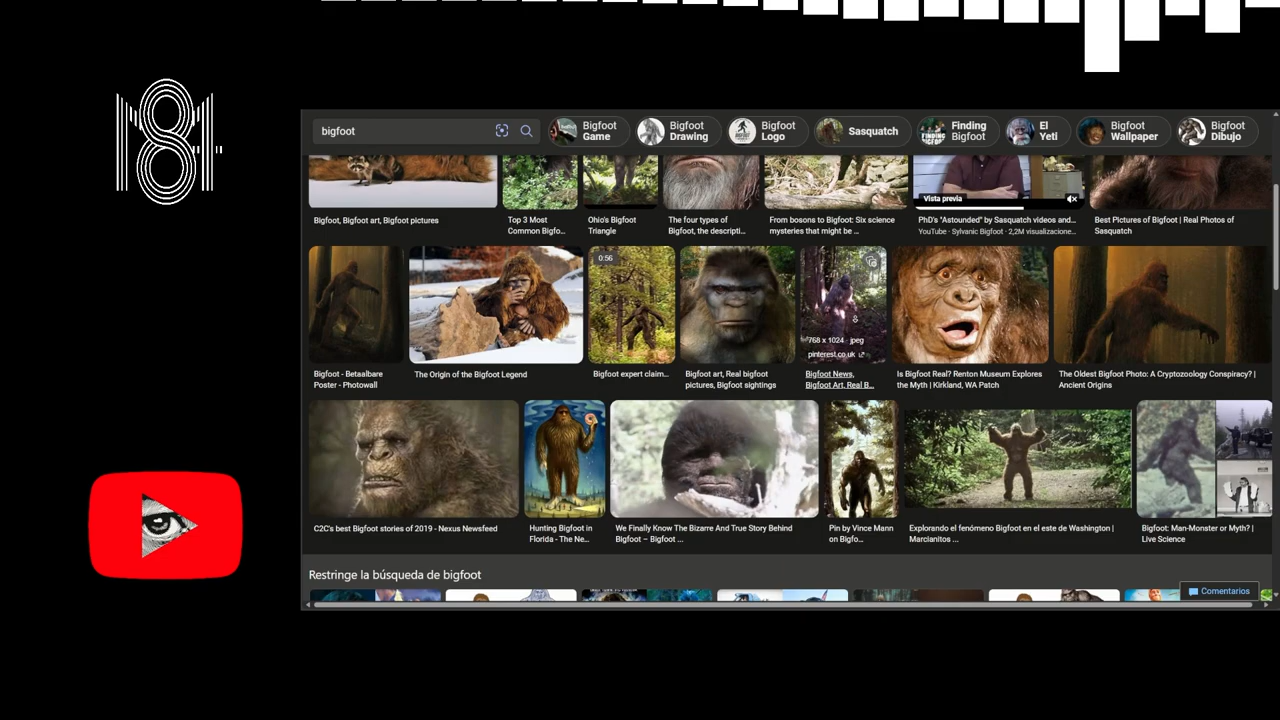 181
bigfoot
Bigfoot
Game
Bigfoot
Drawing
Bigfoot
Logo
Sasquatch
Finding
Bigfoot
El
Yeti
Bigfoot
Wallpaper
Bigfoot
Dibujo
Vista previa
Bigfoot, Bigfoot art, Bigfoot pictures
Top 3 Most
Common Bigfo...
Ohio's Bigfoot
Triangle
The four types of
Bigfoot, the descripti...
From bosons to Bigfoot: Six science
mysteries that might be ...
PhD's "Astounded" by Sasquatch videos and...
YouTube · Sylvanic Bigfoot · 2,2M visualizacione...
Best Pictures of Bigfoot | Real Photos of
Sasquatch
0:56
768 x 1024 · jpeg
pinterest.co.uk
Bigfoot - Betaalbare
Poster - Photowall
The Origin of the Bigfoot Legend
Bigfoot expert claim...
Bigfoot art, Real bigfoot
pictures, Bigfoot sightings
Bigfoot News,
Bigfoot Art, Real B...
Is Bigfoot Real? Renton Museum Explores
the Myth | Kirkland, WA Patch
The Oldest Bigfoot Photo: A Cryptozoology Conspiracy? |
Ancient Origins
C2C's best Bigfoot stories of 2019 - Nexus Newsfeed
Hunting Bigfoot in
Florida - The Ne...
We Finally Know The Bizarre And True Story Behind
Bigfoot – Bigfoot ...
Pin by Vince Mann
on Bigfo...
Explorando el fenómeno Bigfoot en el este de Washington |
Marcianitos ...
Bigfoot: Man-Monster or Myth? |
Live Science
Restringe la búsqueda de bigfoot
Comentarios